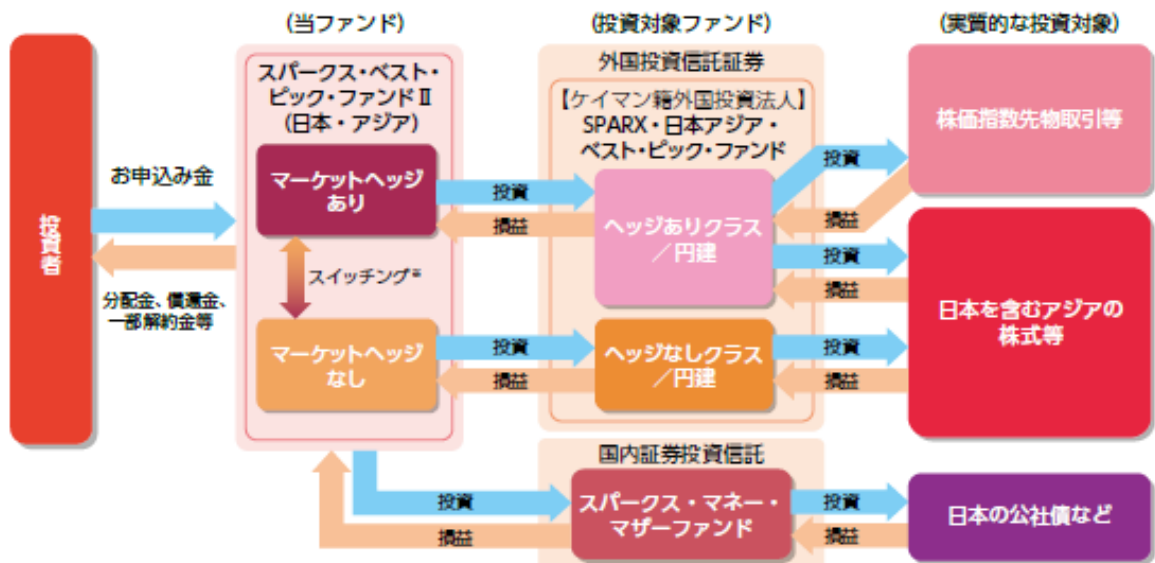 (当ファンド)
(投資対象ファンド)
(実質的な投資対象)
投資者
お申込み金
分配金、償還金、
一部解約金等
スパークス・ベスト・
ピック・ファンドⅡ
(日本・アジア)
マーケットヘッジ
あり
スイッチング※
マーケットヘッジ
なし
投資
損益
投資
損益
外国投資信託証券
【ケイマン籍外国投資法人】
SPARX・日本アジア・
ベスト・ピック・ファンド
ヘッジありクラス
/円建
ヘッジなしクラス
/円建
投資
損益
投資
損益
投資
損益
株価指数先物取引等
日本を含むアジアの
株式等
投資
損益
国内証券投資信託
スパークス・マネー・
マザーファンド
投資
損益
日本の公社債など